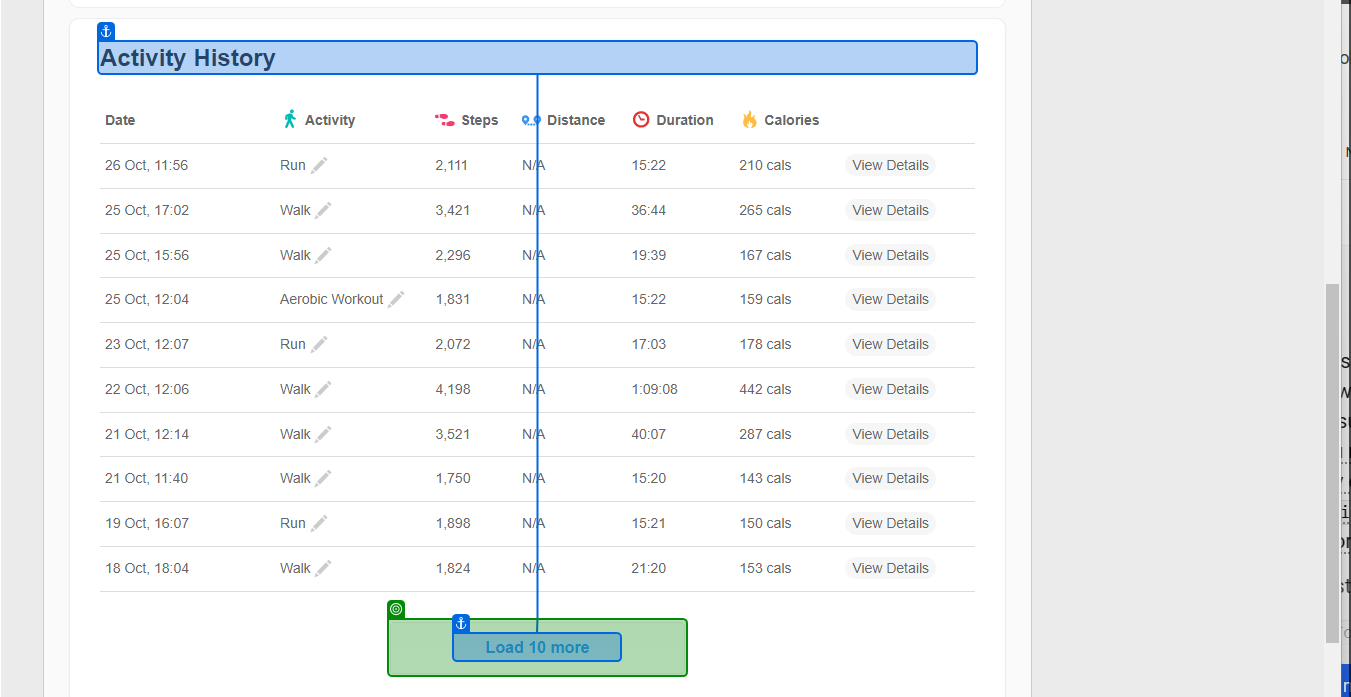 Activity History
Date Activity Steps Distance Duration Calories
26 Oct, 11:56 Run 2,111 N/A 15:22 210 cals View Details
25 Oct, 17:02 Walk 3,421 N/A 36:44 265 cals View Details
25 Oct, 15:56 Walk 2,296 N/A 19:39 167 cals View Details
25 Oct, 12:04 Aerobic Workout 1,831 N/A 15:22 159 cals View Details
23 Oct, 12:07 Run 2,072 N/A 17:03 178 cals View Details
22 Oct, 12:06 Walk 4,198 N/A 1:09:08 442 cals View Details
21 Oct, 12:14 Walk 3,521 N/A 40:07 287 cals View Details
21 Oct, 11:40 Walk 1,750 N/A 15:20 143 cals View Details
19 Oct, 16:07 Run 1,898 N/A 15:21 150 cals View Details
18 Oct, 18:04 Walk 1,824 N/A 21:20 153 cals View Details
Load 10 more